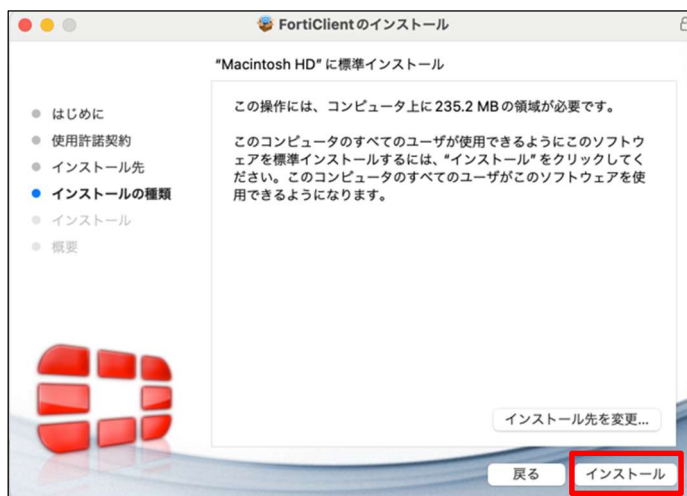 FortiClientのインストール
"Macintosh HD" に標準インストール
はじめに
使用許諾契約
インストール先
インストールの種類
インストール
概要
この操作には、コンピュータ上に 235.2 MB の領域が必要です。
このコンピュータのすべてのユーザが使用できるようにこのソフトウ
ェアを標準インストールするには、"インストール" をクリックしてく
ださい。このコンピュータのすべてのユーザがこのソフトウェアを使
用できるようになります。
インストール先を変更...
戻る
インストール